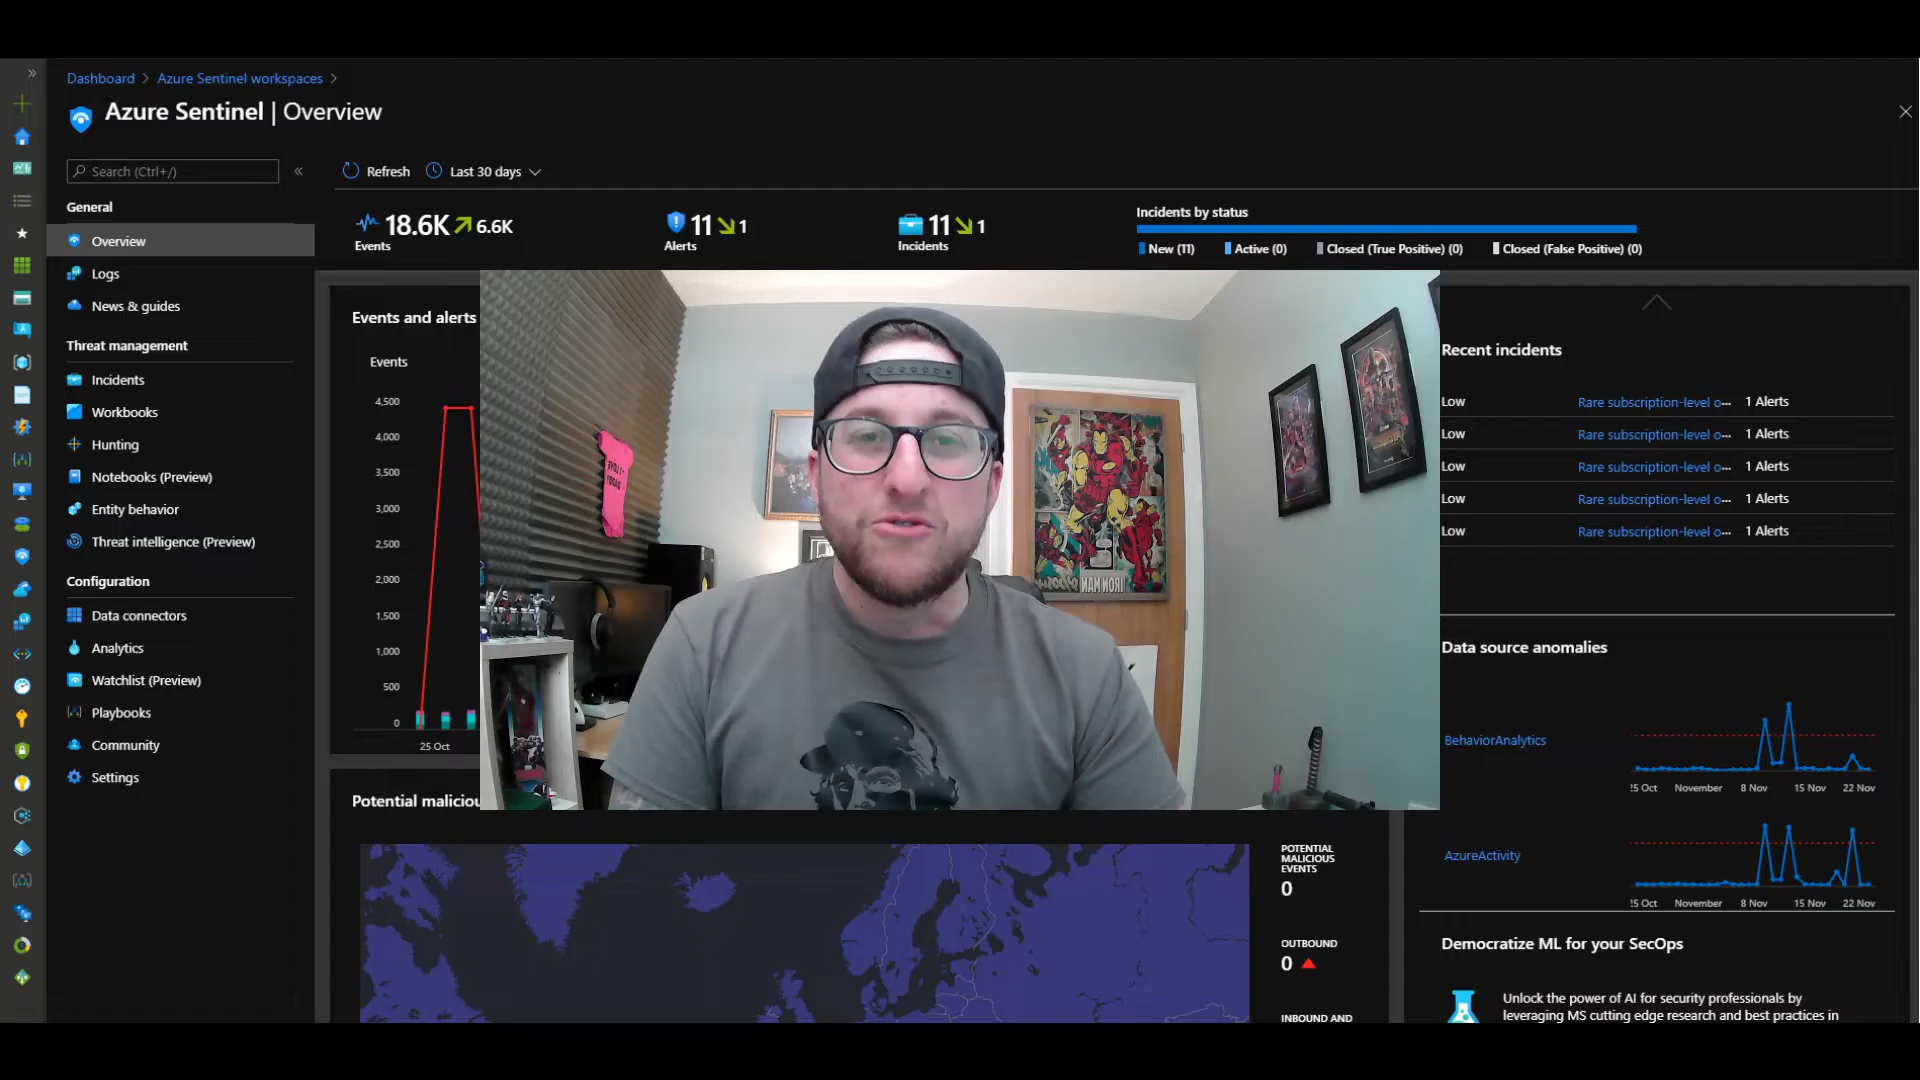 Dashboard > Azure Sentinel workspaces >
Azure Sentinel | Overview
Search (Ctrl+/)
«
Refresh
Last 30 days
General
Overview
Logs
News & guides
Threat management
Incidents
Workbooks
Hunting
Notebooks (Preview)
Entity behavior
Threat intelligence (Preview)
Configuration
Data connectors
Analytics
Watchlist (Preview)
Playbooks
Community
Settings
18.6K 6.6K
Events
11 1
Alerts
11 1
Incidents
Incidents by status
New (11) Active (0) Closed (True Positive) (0) Closed (False Positive) (0)
Events and alerts
Events
4,500
4,000
3,500
3,000
2,500
2,000
1,500
1,000
500
0
25 Oct
IRON MAN
Recent incidents
Low Rare subscription-level o... 1 Alerts
Low Rare subscription-level o... 1 Alerts
Low Rare subscription-level o... 1 Alerts
Low Rare subscription-level o... 1 Alerts
Low Rare subscription-level o... 1 Alerts
Data source anomalies
BehaviorAnalytics
25 Oct November 8 Nov 15 Nov 22 Nov
AzureActivity
25 Oct November 8 Nov 15 Nov 22 Nov
Potential maliciou
POTENTIAL
MALICIOUS
EVENTS
0
OUTBOUND
0
INBOUND AND
Democratize ML for your SecOps
Unlock the power of AI for security professionals by
leveraging MS cutting edge research and best practices in